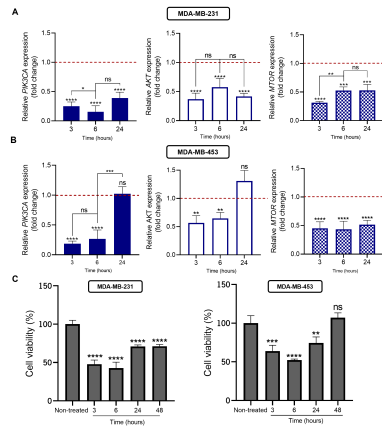 A
MDA-MB-231
Relative PIK3CA expression
(fold change)
1.5
1.0
0.5
0.0
*
ns
****
****
****
3 6 24
Time (hours)
Relative AKT expression
(fold change)
1.5
1.0
0.5
0.0
ns
ns
ns
****
****
****
3 6 24
Time (hours)
Relative MTOR expression
(fold change)
1.5
1.0
0.5
0.0
**
ns
****
***
***
3 6 24
Time (hours)
B
MDA-MB-453
Relative PIK3CA expression
(fold change)
1.5
1.0
0.5
0.0
ns
***
****
****
ns
3 6 24
Time (hours)
Relative AKT expression
(fold change)
1.5
1.0
0.5
0.0
**
**
ns
3 6 24
Time (hours)
Relative MTOR expression
(fold change)
1.5
1.0
0.5
0.0
****
****
****
3 6 24
Time (hours)
C
MDA-MB-231
Cell viability (%)
150
100
50
0
****
****
****
****
Non-treated 3 6 24 48
Time (hours)
MDA-MB-453
Cell viability (%)
150
100
50
0
***
****
**
ns
Non-treated 3 6 24 48
Time (hours)